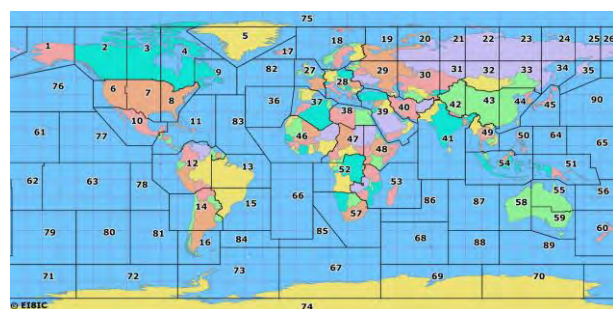 75
5
18 19 20 21 22 23 24 25 26
1 2 3 4 17
29 30 31 32 33 34 35
76 9 82 27 28
6 7 8 36 37 39 40 42 43 44 45 90
10 11 83 38 41
61 77 46 47 48 49 50 64 65
12 13 52 54 51
62 63 78 66 53 86 87 55 56
14 15 57 58 59
79 80 81 16 84 85 68 88 89 60
71 72 73 67 69 70
74
© EI8IC